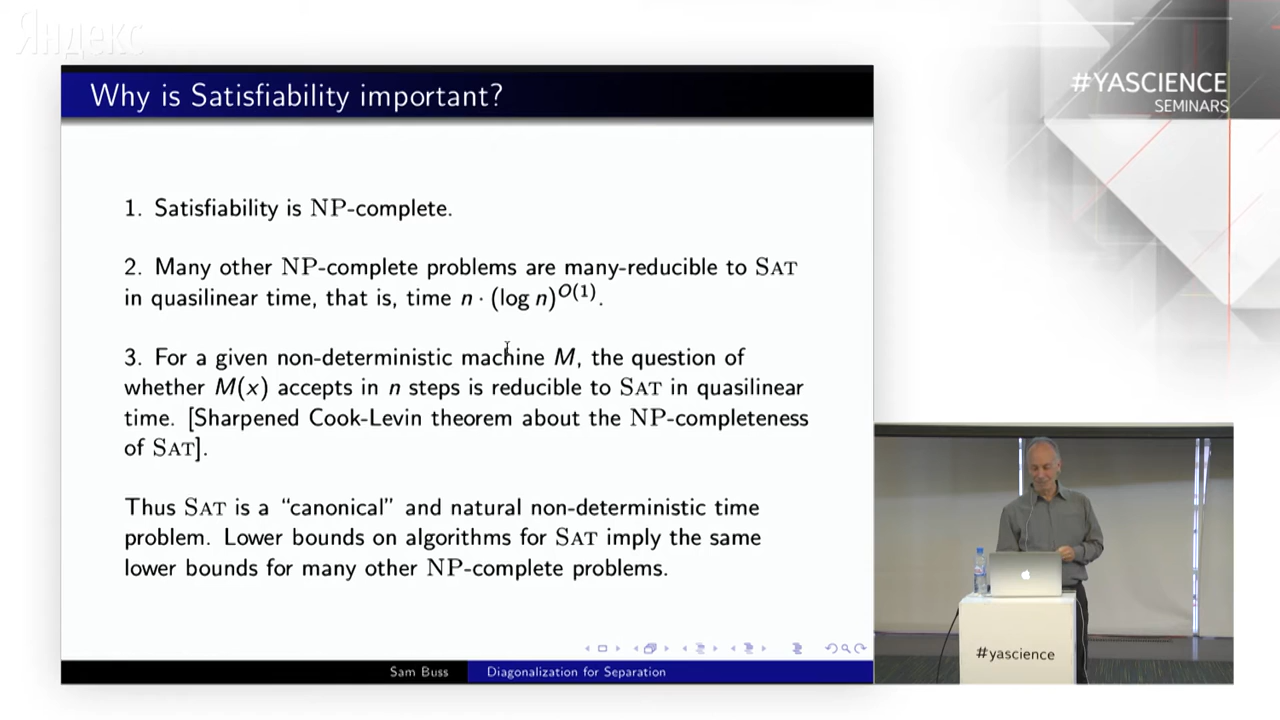 Яндекс
Why is Satisfiability important?
#YASCIENCE
SEMINARS
1. Satisfiability is NP-complete.
2. Many other NP-complete problems are many-reducible to SAT
in quasilinear time, that is, time n · (log n)^O(1).
3. For a given non-deterministic machine M, the question of
whether M(x) accepts in n steps is reducible to SAT in quasilinear
time. [Sharpened Cook-Levin theorem about the NP-completeness
of SAT].
Thus SAT is a “canonical” and natural non-deterministic time
problem. Lower bounds on algorithms for SAT imply the same
lower bounds for many other NP-complete problems.
Sam Buss
Diagonalization for Separation
#yascience